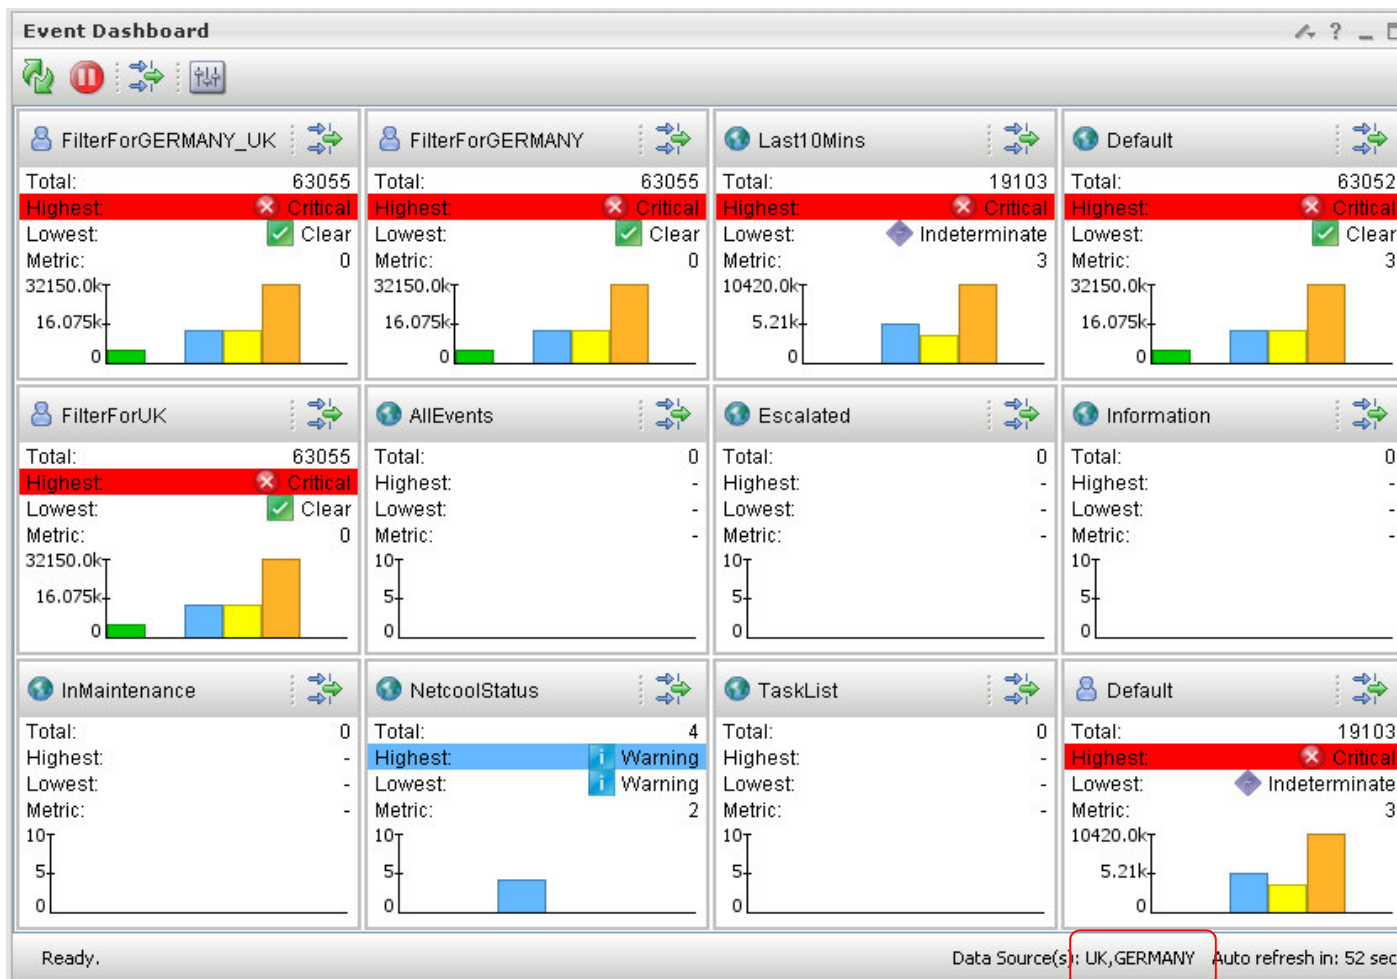 Event Dashboard
FilterForGERMANY_UK
Total: 63055
Highest: Critical
Lowest: Clear
Metric: 0
32150.0k
16.075k
0
FilterForGERMANY
Total: 63055
Highest: Critical
Lowest: Clear
Metric: 0
32150.0k
16.075k
0
Last10Mins
Total: 19103
Highest: Critical
Lowest: Indeterminate
Metric: 3
10420.0k
5.21k
0
Default
Total: 63052
Highest: Critical
Lowest: Clear
Metric: 3
32150.0k
16.075k
0
FilterForUK
Total: 63055
Highest: Critical
Lowest: Clear
Metric: 0
32150.0k
16.075k
0
AllEvents
Total: 0
Highest: -
Lowest: -
Metric: -
10
5
0
Escalated
Total: 0
Highest: -
Lowest: -
Metric: -
10
5
0
Information
Total: 0
Highest: -
Lowest: -
Metric: -
10
5
0
InMaintenance
Total: 0
Highest: -
Lowest: -
Metric: -
10
5
0
NetcoolStatus
Total: 4
Highest: Warning
Lowest: Warning
Metric: 2
10
5
0
TaskList
Total: 0
Highest: -
Lowest: -
Metric: -
10
5
0
Default
Total: 19103
Highest: Critical
Lowest: Indeterminate
Metric: 3
10420.0k
5.21k
0
Ready.
Data Source(s): UK,GERMANY Auto refresh in: 52 sec